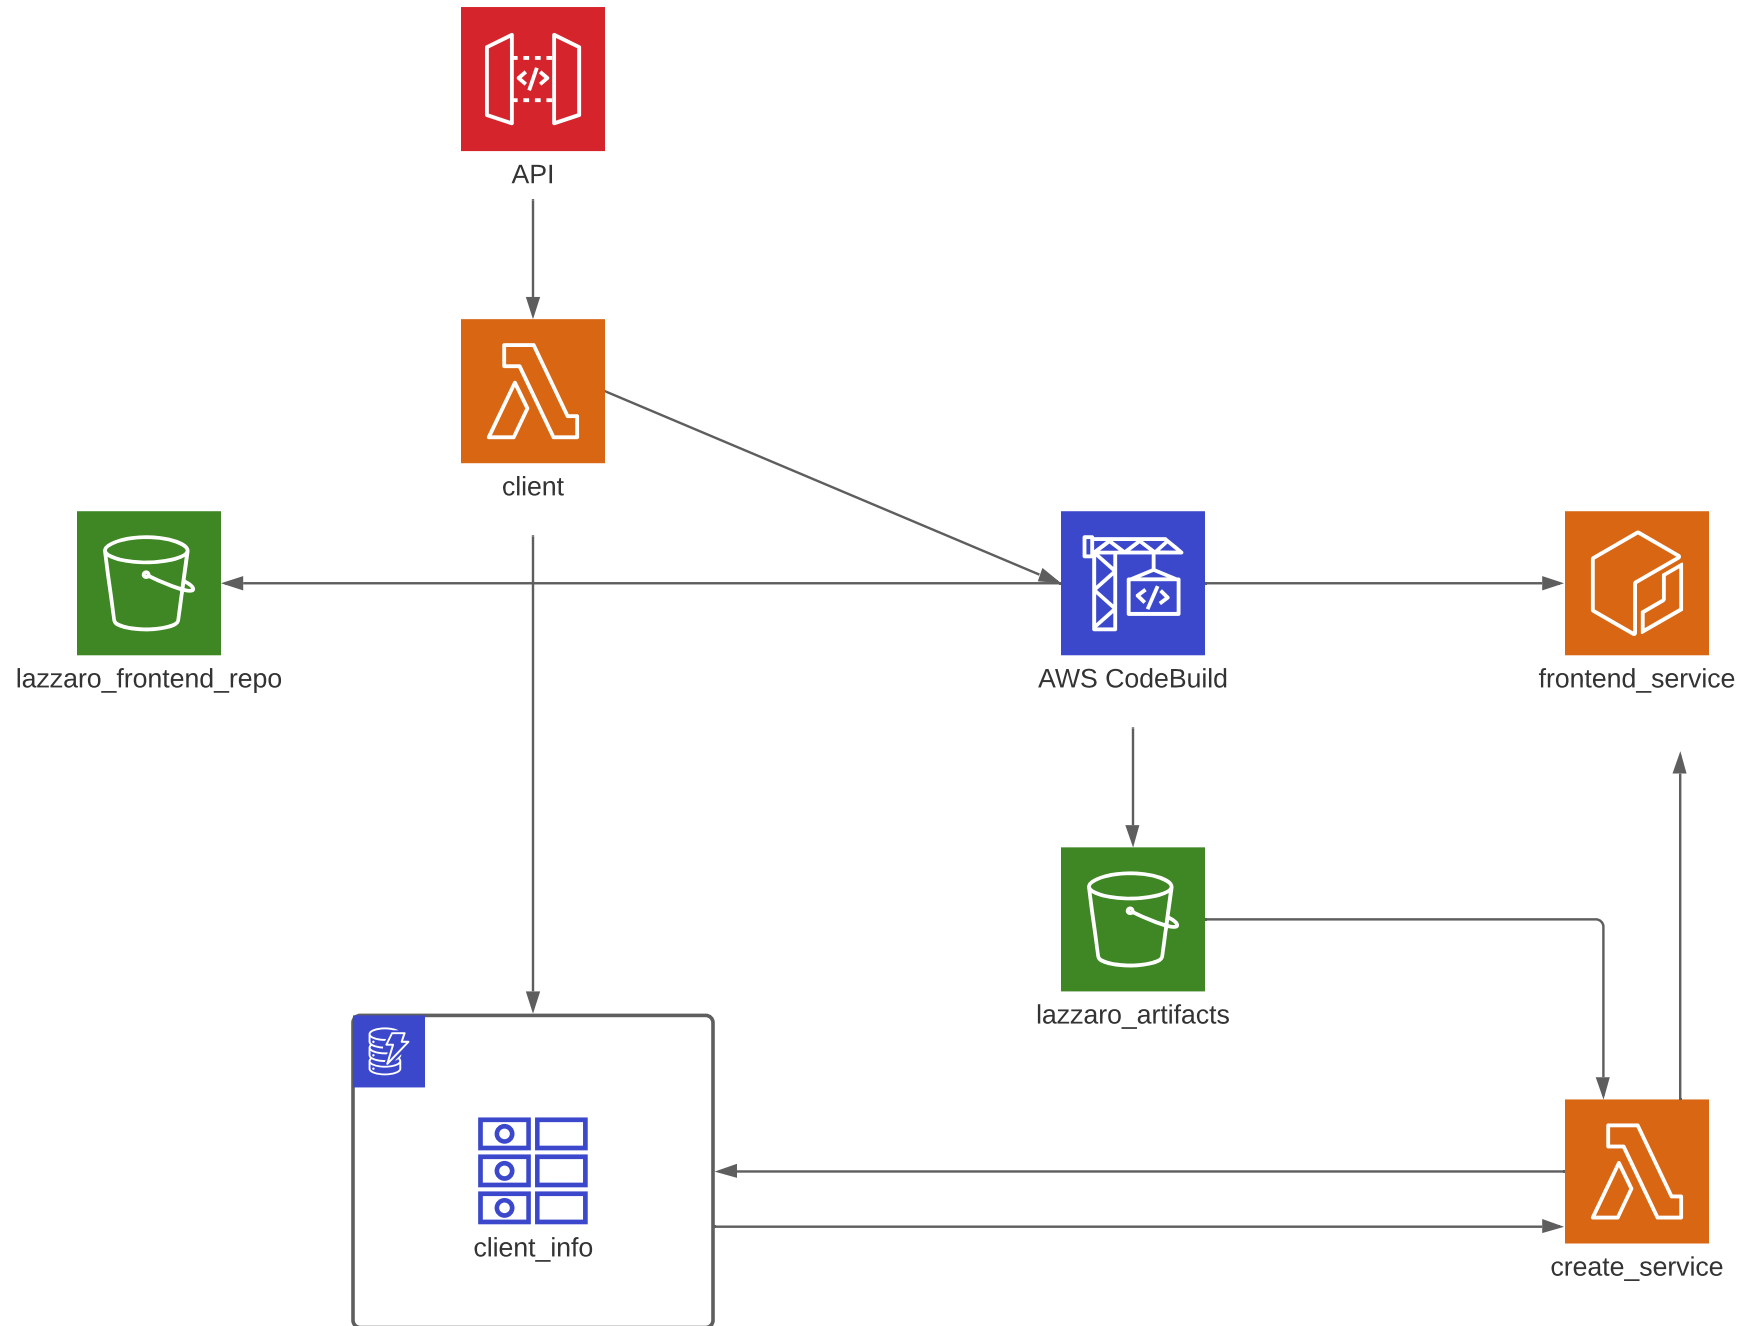 API
client
lazzaro_frontend_repo
AWS CodeBuild
frontend_service
lazzaro_artifacts
client_info
create_service